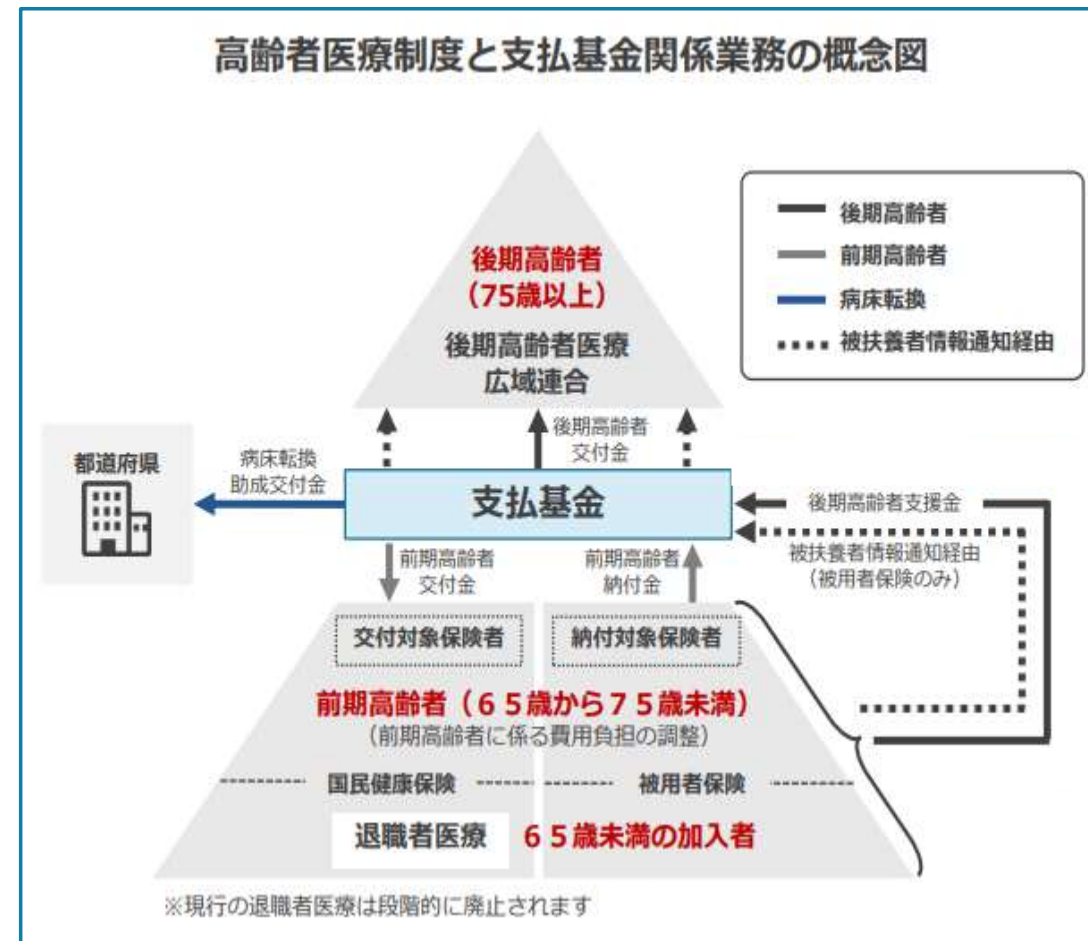 高齢者医療制度と支払基金関係業務の概念図
後期高齢者
前期高齢者
病床転換
被扶養者情報通知経由
後期高齢者
（75歳以上）
後期高齢者医療
広域連合
都道府県
病床転換
助成交付金
後期高齢者
交付金
支払基金
後期高齢者支援金
被扶養者情報通知経由
（被用者保険のみ）
前期高齢者
交付金
前期高齢者
納付金
交付対象保険者
納付対象保険者
前期高齢者（６５歳から７５歳未満）
（前期高齢者に係る費用負担の調整）
国民健康保険
被用者保険
退職者医療
６５歳未満の加入者
※現行の退職者医療は段階的に廃止されます